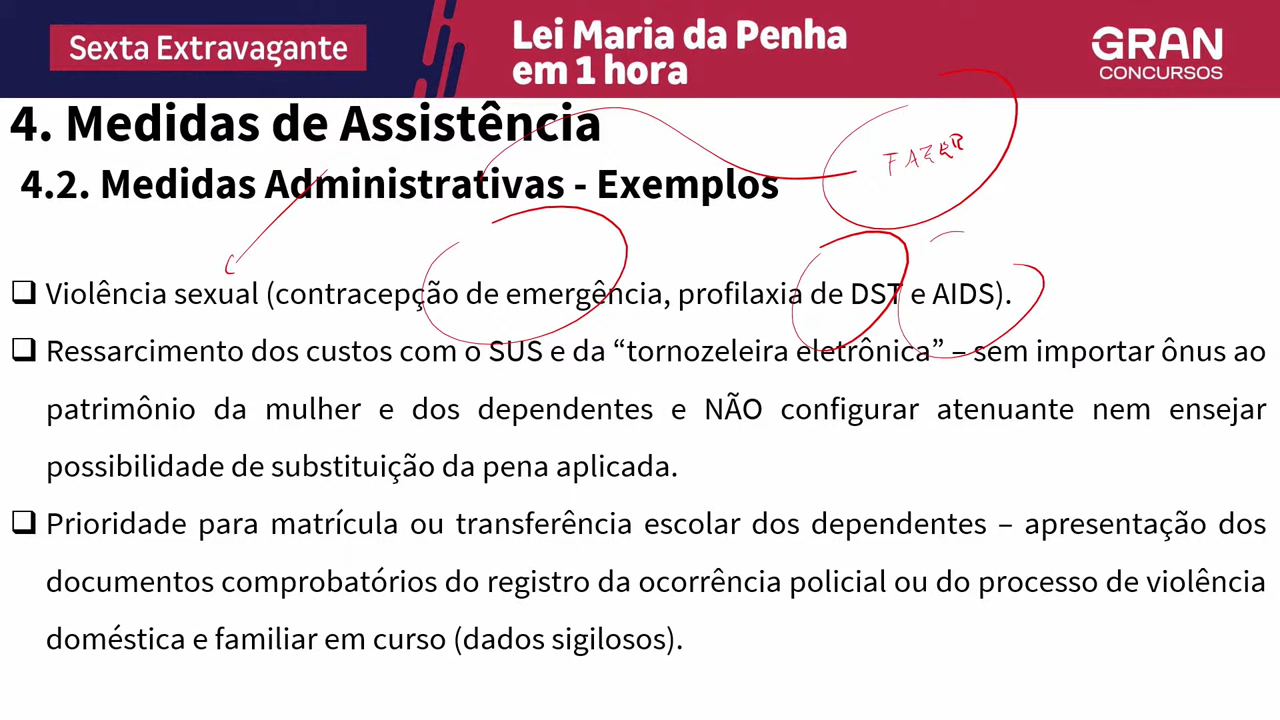 Sexta Extravagante
Lei Maria da Penha
em 1 hora
GRAN
CONCURSOS
4. Medidas de Assistência
FAZER
4.2. Medidas Administrativas - Exemplos
❑ Violência sexual (contracepção de emergência, profilaxia de DST e AIDS).
❑ Ressarcimento dos custos com o SUS e da “tornozeleira eletrônica” – sem importar ônus ao
patrimônio da mulher e dos dependentes e NÃO configurar atenuante nem ensejar
possibilidade de substituição da pena aplicada.
❑ Prioridade para matrícula ou transferência escolar dos dependentes – apresentação dos
documentos comprobatórios do registro da ocorrência policial ou do processo de violência
doméstica e familiar em curso (dados sigilosos).